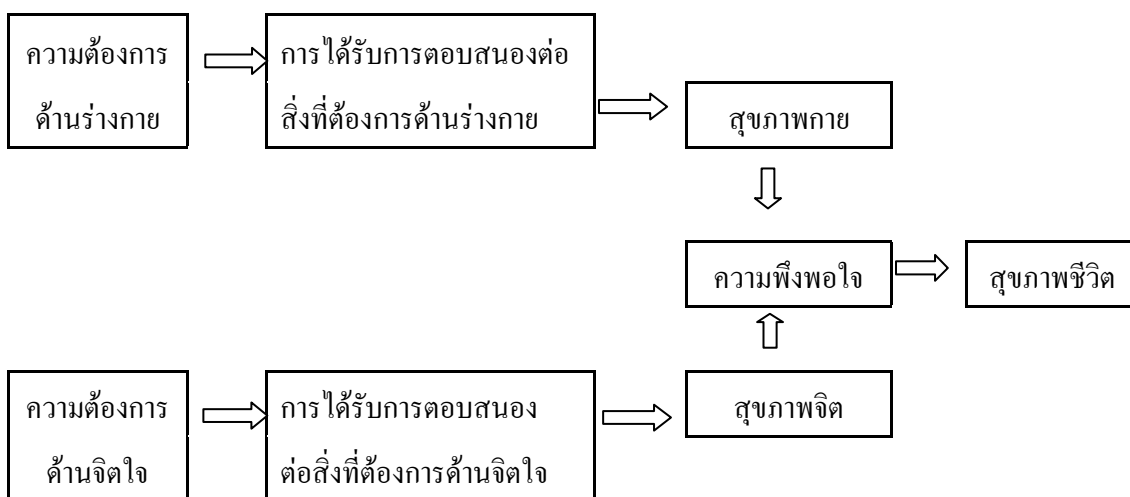 ความต้องการ
ด้านร่างกาย
การได้รับการตอบสนองต่อ
สิ่งที่ต้องการด้านร่างกาย
สุขภาพกาย
ความพึงพอใจ
สุขภาพชีวิต
ความต้องการ
ด้านจิตใจ
การได้รับการตอบสนอง
ต่อสิ่งที่ต้องการด้านจิตใจ
สุขภาพจิต